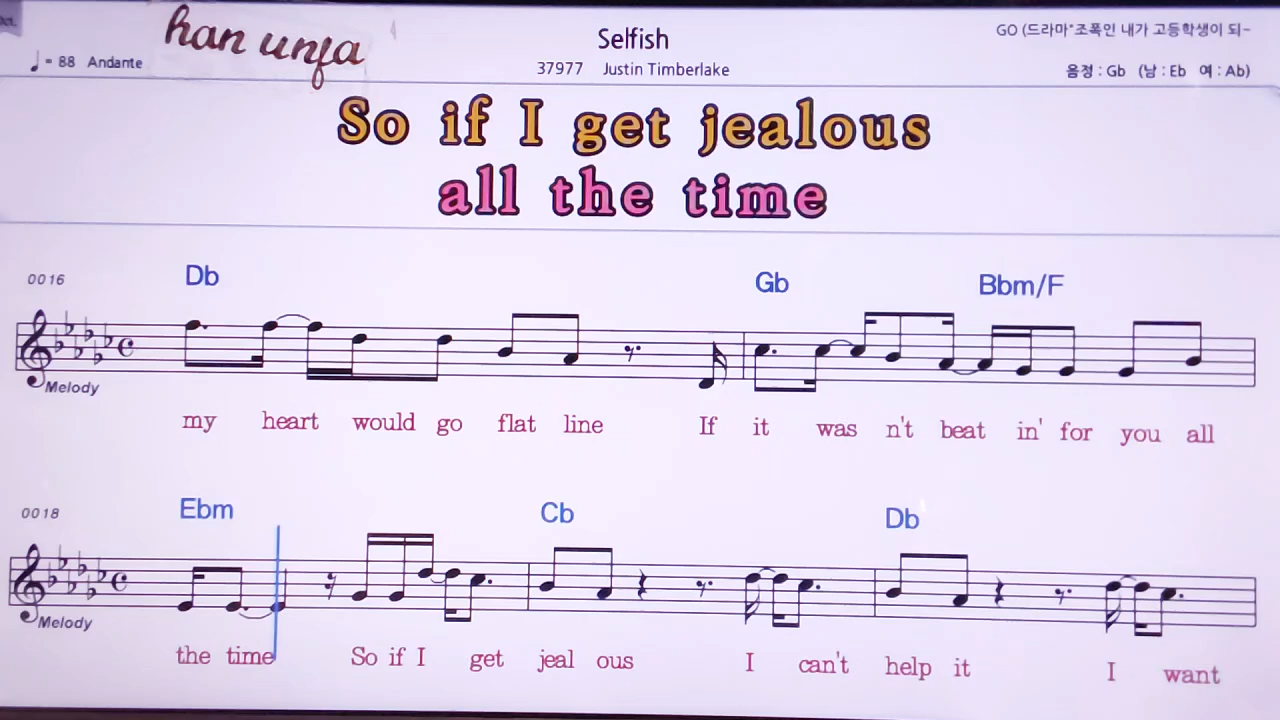 han unfa
Selfish
GO (드라마"조폭인 내가 고등학생이 되~
♩= 88 Andante
37977 Justin Timberlake
음정 : Gb (남 : Eb 여 : Ab)
So if I get jealous
all the time
0016 Db Gb Bbm/F
Melody
my heart would go flat line If it was n't beat in' for you all
0018 Ebm Cb Db
Melody
the time So if I get jeal ous I can't help it I want